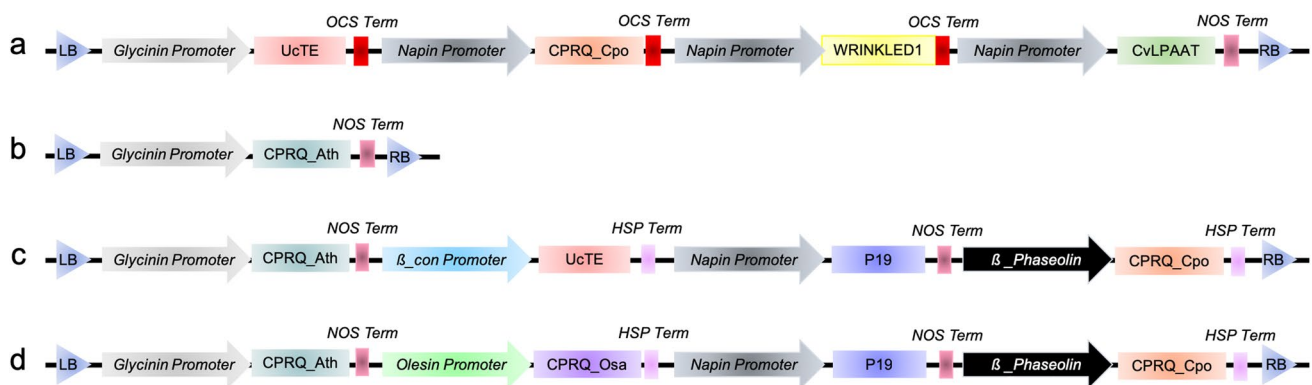 OCS Term OCS Term OCS Term NOS Term
a LB Glycinin Promoter UcTE Napin Promoter CPRQ_Cpo Napin Promoter WRINKLED1 Napin Promoter CvLPAAT RB
NOS Term
b LB Glycinin Promoter CPRQ_Ath RB
NOS Term HSP Term NOS Term HSP Term
c LB Glycinin Promoter CPRQ_Ath ß_con Promoter UcTE Napin Promoter P19 ß_Phaseolin CPRQ_Cpo RB
NOS Term HSP Term NOS Term HSP Term
d LB Glycinin Promoter CPRQ_Ath Olesin Promoter CPRQ_Osa Napin Promoter P19 ß_Phaseolin CPRQ_Cpo RB